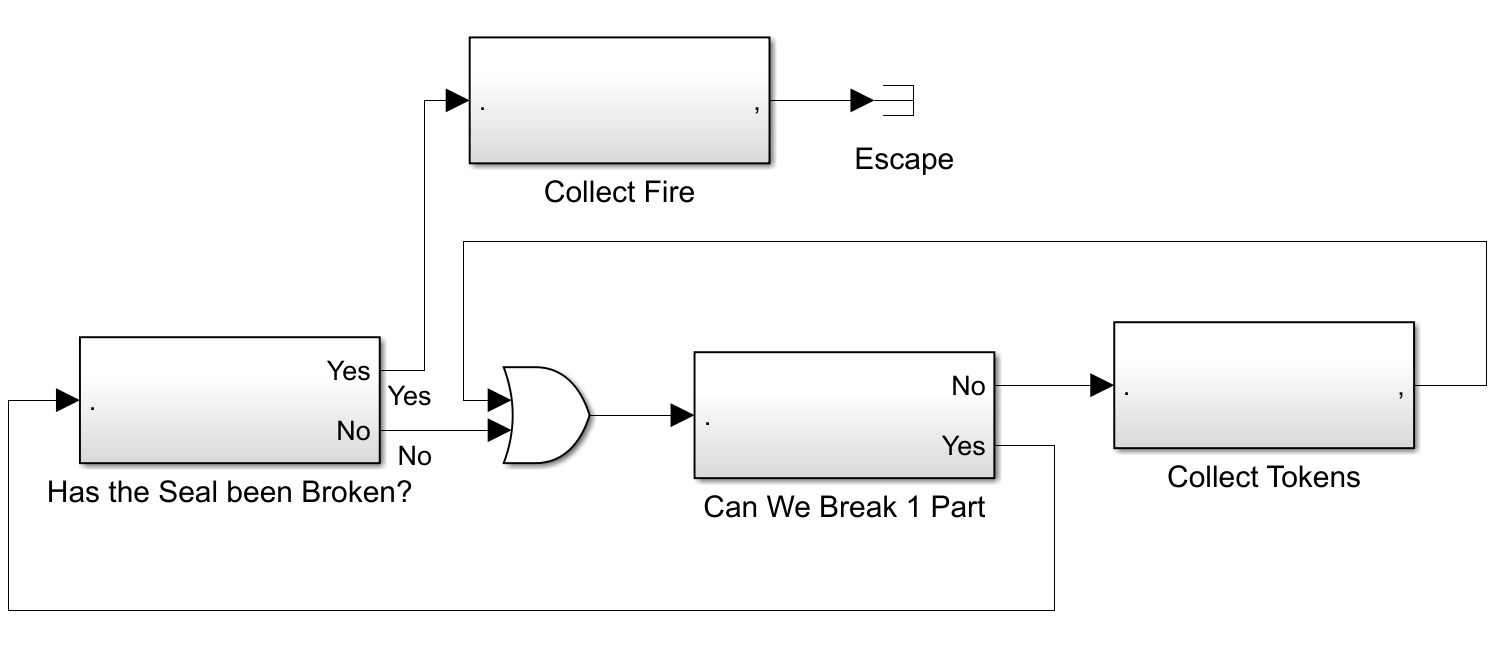 . ,
Escape
Collect Fire
Yes
Yes
.
No
No
Has the Seal been Broken?
No
.
Yes
Can We Break 1 Part
. ,
Collect Tokens